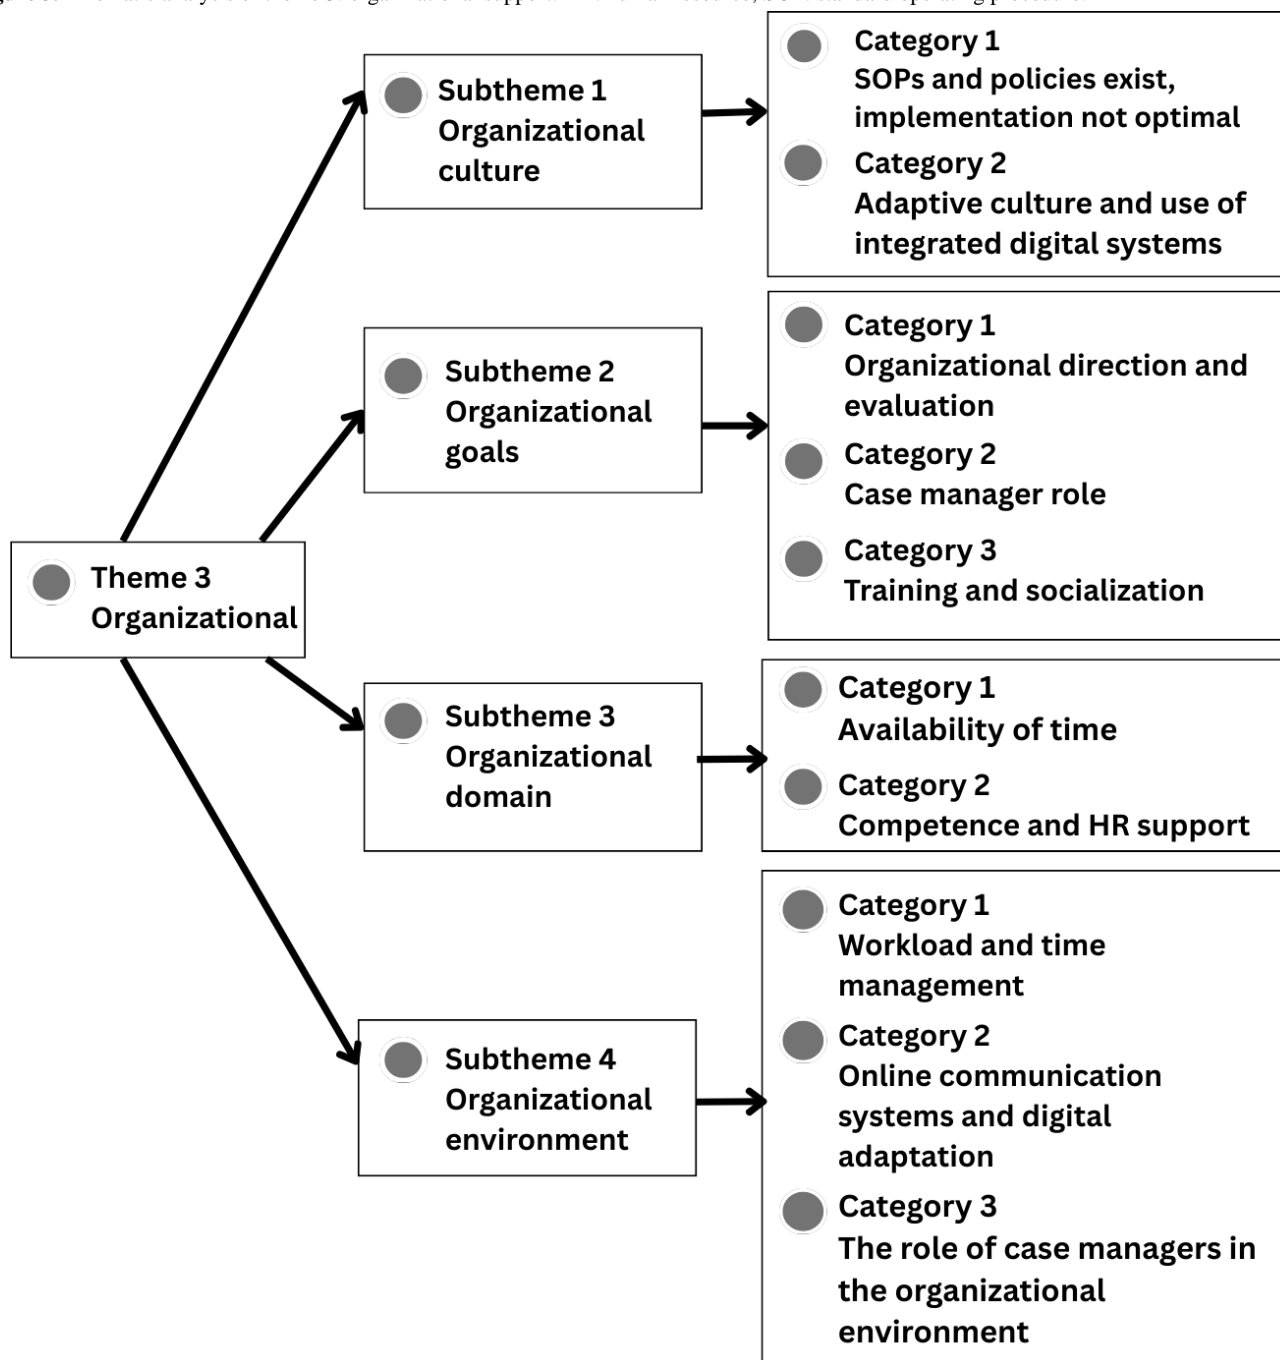 Theme 3
Organizational
Subtheme 1
Organizational
culture
Category 1
SOPs and policies exist,
implementation not optimal
Category 2
Adaptive culture and use of
integrated digital systems
Subtheme 2
Organizational
goals
Category 1
Organizational direction and
evaluation
Category 2
Case manager role
Category 3
Training and socialization
Subtheme 3
Organizational
domain
Category 1
Availability of time
Category 2
Competence and HR support
Subtheme 4
Organizational
environment
Category 1
Workload and time
management
Category 2
Online communication
systems and digital
adaptation
Category 3
The role of case managers in
the organizational
environment